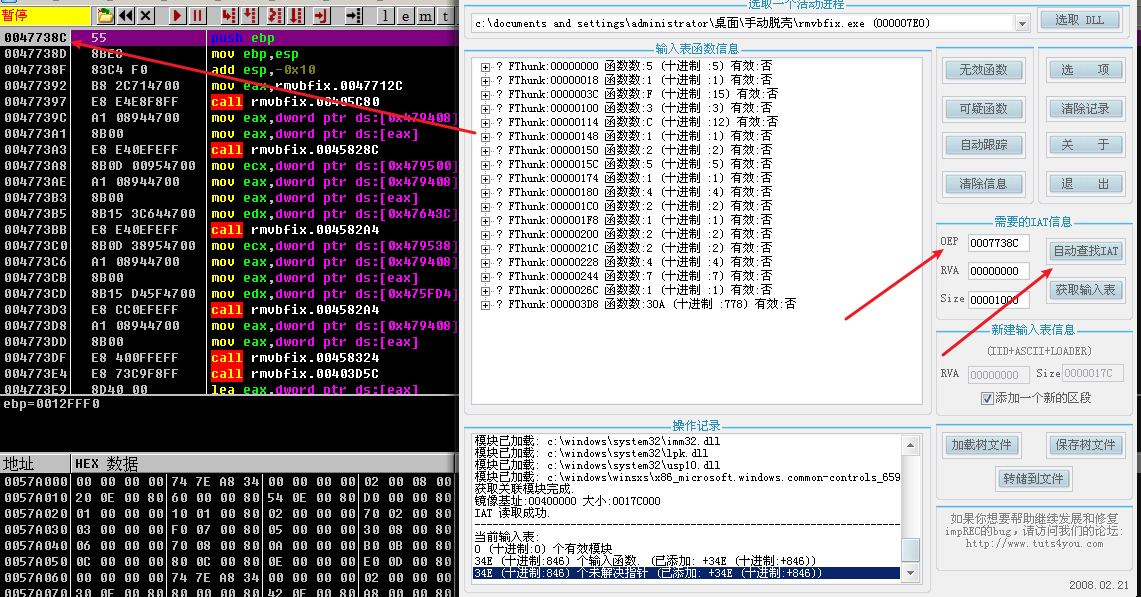 暂停
l e m t
0047738C 55 push ebp
0047738D 8BEC mov ebp,esp
0047738F 83C4 F0 add esp,-0x10
00477392 B8 2C714700 mov eax,rmvbfix.0047712C
00477397 E8 E4E8F8FF call rmvbfix.00405C80
0047739C A1 08944700 mov eax,dword ptr ds:[0x479408]
004773A1 8B00 mov eax,dword ptr ds:[eax]
004773A3 E8 E40EFEFF call rmvbfix.0045828C
004773A8 8B0D 00954700 mov ecx,dword ptr ds:[0x479500]
004773AE A1 08944700 mov eax,dword ptr ds:[0x479408]
004773B3 8B00 mov eax,dword ptr ds:[eax]
004773B5 8B15 3C644700 mov edx,dword ptr ds:[0x47643C]
004773BB E8 E40EFEFF call rmvbfix.004582A4
004773C0 8B0D 38954700 mov ecx,dword ptr ds:[0x479538]
004773C6 A1 08944700 mov eax,dword ptr ds:[0x479408]
004773CB 8B00 mov eax,dword ptr ds:[eax]
004773CD 8B15 D45F4700 mov edx,dword ptr ds:[0x475FD4]
004773D3 E8 CC0EFEFF call rmvbfix.004582A4
004773D8 A1 08944700 mov eax,dword ptr ds:[0x479408]
004773DD 8B00 mov eax,dword ptr ds:[eax]
004773DF E8 400FFEFF call rmvbfix.00458324
004773E4 E8 73C9F8FF call rmvbfix.00403D5C
004773E9 8D40 00 lea eax,dword ptr ds:[eax]
ebp=0012FFF0
地址 HEX 数据
0057A000 00 00 00 00 74 7E A8 34 00 00 00 00 02 00 08 00
0057A010 20 0E 00 80 60 00 00 80 54 0E 00 80 D0 00 00 80
0057A020 01 00 00 00 10 01 00 80 02 00 00 00 70 02 00 80
0057A030 03 00 00 00 F0 07 00 80 05 00 00 00 30 08 00 80
0057A040 06 00 00 00 70 08 00 80 0A 00 00 00 B0 0B 00 80
0057A050 0C 00 00 00 80 0C 00 80 0E 00 00 00 E0 0D 00 80
0057A060 00 00 00 00 74 7E A8 34 00 00 00 00 02 00 00 00
0057A070 30 0E 00 80 80 00 00 80 42 0E 00 80 A8 00 00 80
选取一个活动进程
c:\documents and settings\administrator\桌面\手动脱壳\rmvbfix.exe (000007E0)
选取 DLL
输入表函数信息
? FThunk:00000000 函数数:5 (十进制 :5) 有效:否
? FThunk:00000018 函数数:1 (十进制 :1) 有效:否
? FThunk:0000003C 函数数:F (十进制 :15) 有效:否
? FThunk:00000100 函数数:3 (十进制 :3) 有效:否
? FThunk:00000114 函数数:C (十进制 :12) 有效:否
? FThunk:00000148 函数数:1 (十进制 :1) 有效:否
? FThunk:00000150 函数数:2 (十进制 :2) 有效:否
? FThunk:0000015C 函数数:5 (十进制 :5) 有效:否
? FThunk:00000174 函数数:1 (十进制 :1) 有效:否
? FThunk:00000180 函数数:4 (十进制 :4) 有效:否
? FThunk:000001C0 函数数:2 (十进制 :2) 有效:否
? FThunk:000001F8 函数数:1 (十进制 :1) 有效:否
? FThunk:00000200 函数数:2 (十进制 :2) 有效:否
? FThunk:0000021C 函数数:2 (十进制 :2) 有效:否
? FThunk:00000228 函数数:4 (十进制 :4) 有效:否
? FThunk:00000244 函数数:7 (十进制 :7) 有效:否
? FThunk:0000026C 函数数:1 (十进制 :1) 有效:否
? FThunk:000003D8 函数数:30A (十进制 :778) 有效:否
无效函数 选 项
可疑函数 清除记录
自动跟踪 关 于
清除信息 退 出
需要的IAT信息
OEP 0007738C 自动查找IAT
RVA 00000000
Size 00001000 获取输入表
新建输入表信息
(IID+ASCII+LOADER)
RVA 00000000 Size 0000017C
添加一个新的区段
加载树文件 保存树文件
转储到文件
操作记录
模块已加载: c:\windows\system32\imm32.dll
模块已加载: c:\windows\system32\lpk.dll
模块已加载: c:\windows\system32\usp10.dll
模块已加载: c:\windows\winsxs\x86_microsoft.windows.common-controls_659
获取关联模块完成.
镜像基址:00400000 大小:0017C000
IAT 读取成功.
当前输入表:
0 (十进制:0) 个有效模块
34E (十进制:846) 个输入函数. (已添加: +34E (十进制:+846))
34E (十进制:846) 个未解决指针 (已添加: +34E (十进制:+846))
如果你想要帮助继续发展和修复
impREC的bug,请访问我们的论坛:
http://www.tuts4you.com
2008.02.21